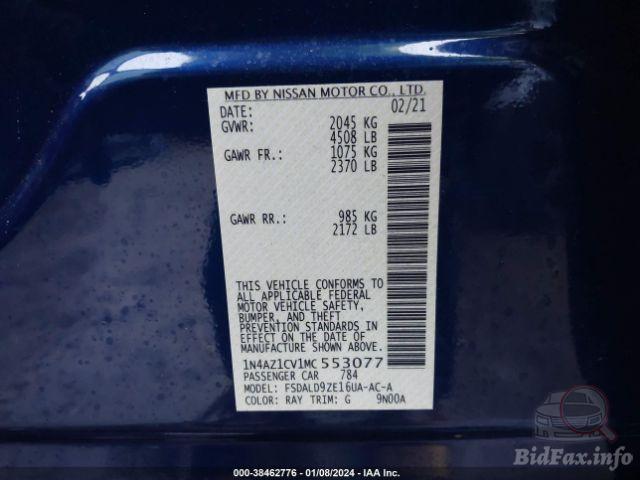 MFD BY NISSAN MOTOR CO., LTD.
DATE: 02/21
GVWR: 2045 KG
4508 LB
GAWR FR.: 1075 KG
2370 LB
GAWR RR.: 985 KG
2172 LB
THIS VEHICLE CONFORMS TO
ALL APPLICABLE FEDERAL
MOTOR VEHICLE SAFETY,
BUMPER, AND THEFT
PREVENTION STANDARDS IN
EFFECT ON THE DATE OF
MANUFACTURE SHOWN ABOVE.
1N4AZ1CV1MC553077
PASSENGER CAR 784
MODEL: FSDALD9ZE16UA-AC-A
COLOR: RAY TRIM: G 9N00A
000-38462776 - 01/08/2024 - IAA Inc.
BidFax.info